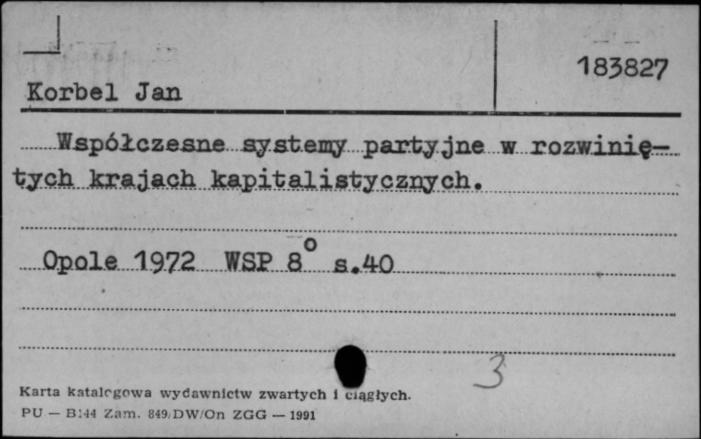 183827
Korbel Jan
Współczesne systemy partyjne w rozwinię-
tych krajach kapitalistycznych.
Opole 1972 WSP 8° s.40
3
Karta katalogowa wydawnictw zwartych i ciągłych.
PU — B144 Zam. 849/DW/On ZGG — 1991